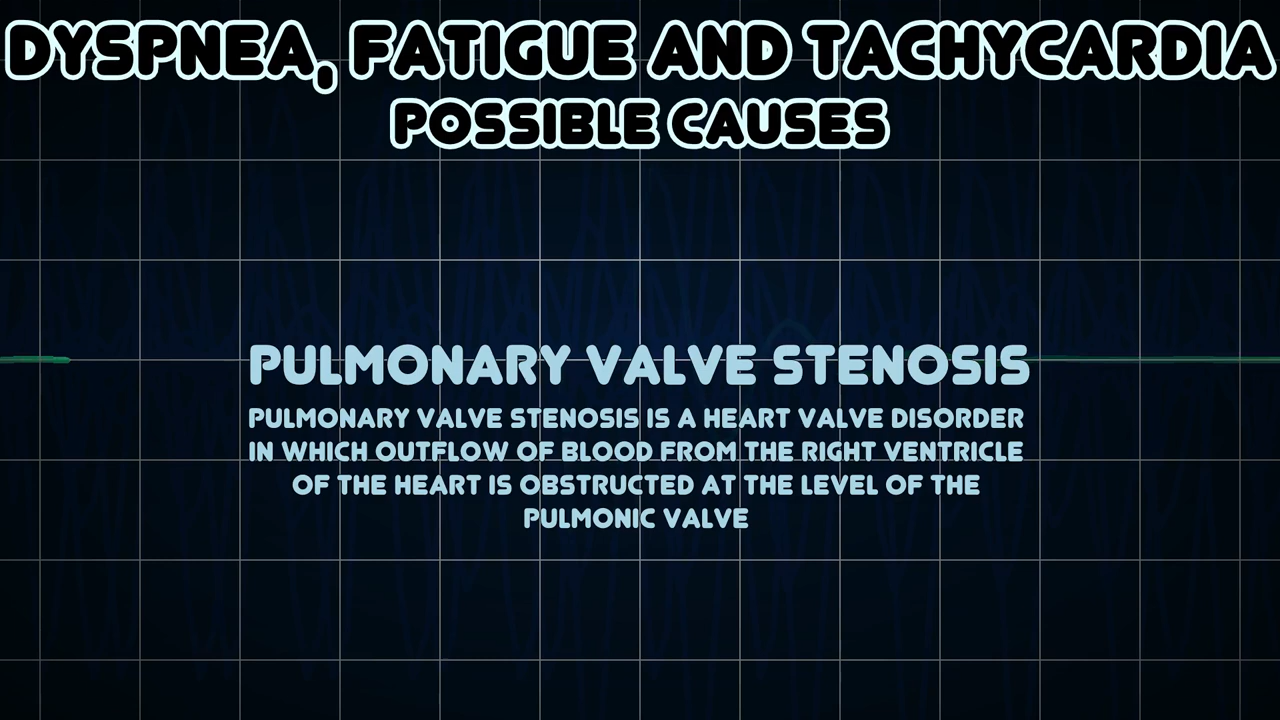 DYSPNEA, FATIGUE AND TACHYCARDIA
POSSIBLE CAUSES
PULMONARY VALVE STENOSIS
PULMONARY VALVE STENOSIS IS A HEART VALVE DISORDER
IN WHICH OUTFLOW OF BLOOD FROM THE RIGHT VENTRICLE
OF THE HEART IS OBSTRUCTED AT THE LEVEL OF THE
PULMONIC VALVE